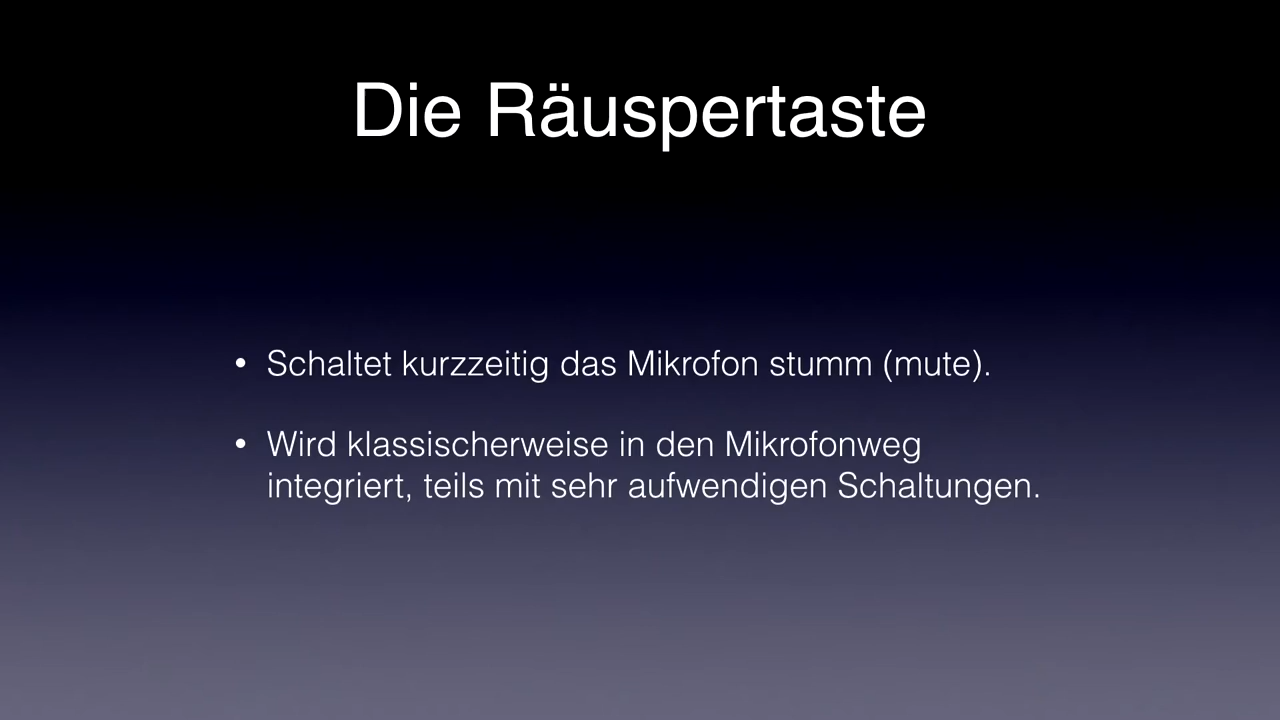 Die Räuspertaste
• Schaltet kurzzeitig das Mikrofon stumm (mute).
• Wird klassischerweise in den Mikrofonweg
integriert, teils mit sehr aufwendigen Schaltungen.